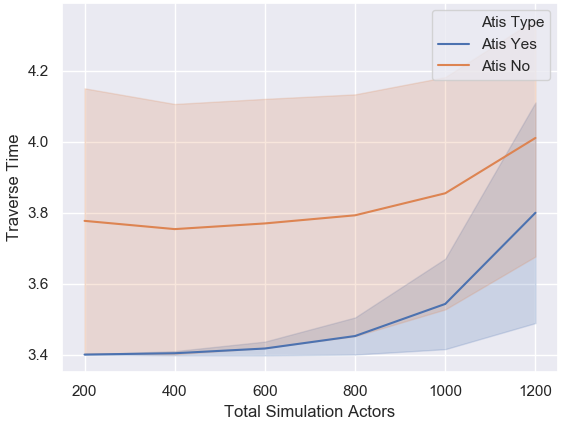 Atis Type
Atis Yes
Atis No
4.2
4.0
3.8
3.6
3.4
Traverse Time
200 400 600 800 1000 1200
Total Simulation Actors